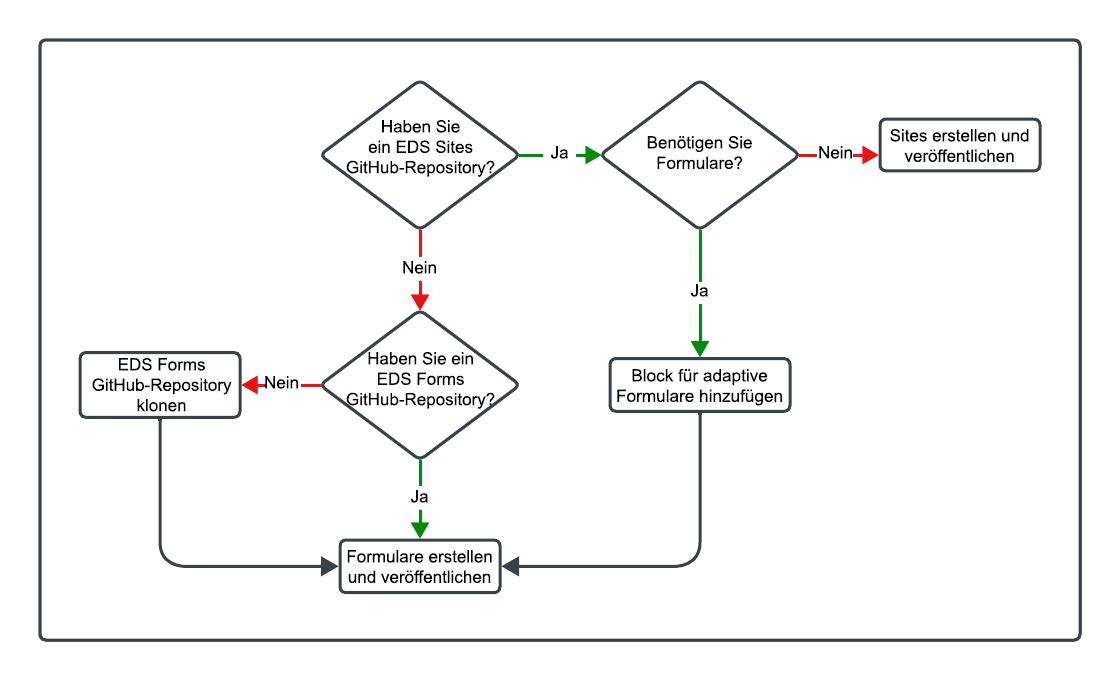 Haben Sie
ein EDS Sites
GitHub-Repository?
Ja
Benötigen Sie
Formulare?
Nein
Sites erstellen und
veröffentlichen
Nein
Ja
Haben Sie ein
EDS Forms
GitHub-Repository?
Nein
EDS Forms
GitHub-Repository
klonen
Block für adaptive
Formulare hinzufügen
Ja
Formulare erstellen
und veröffentlichen